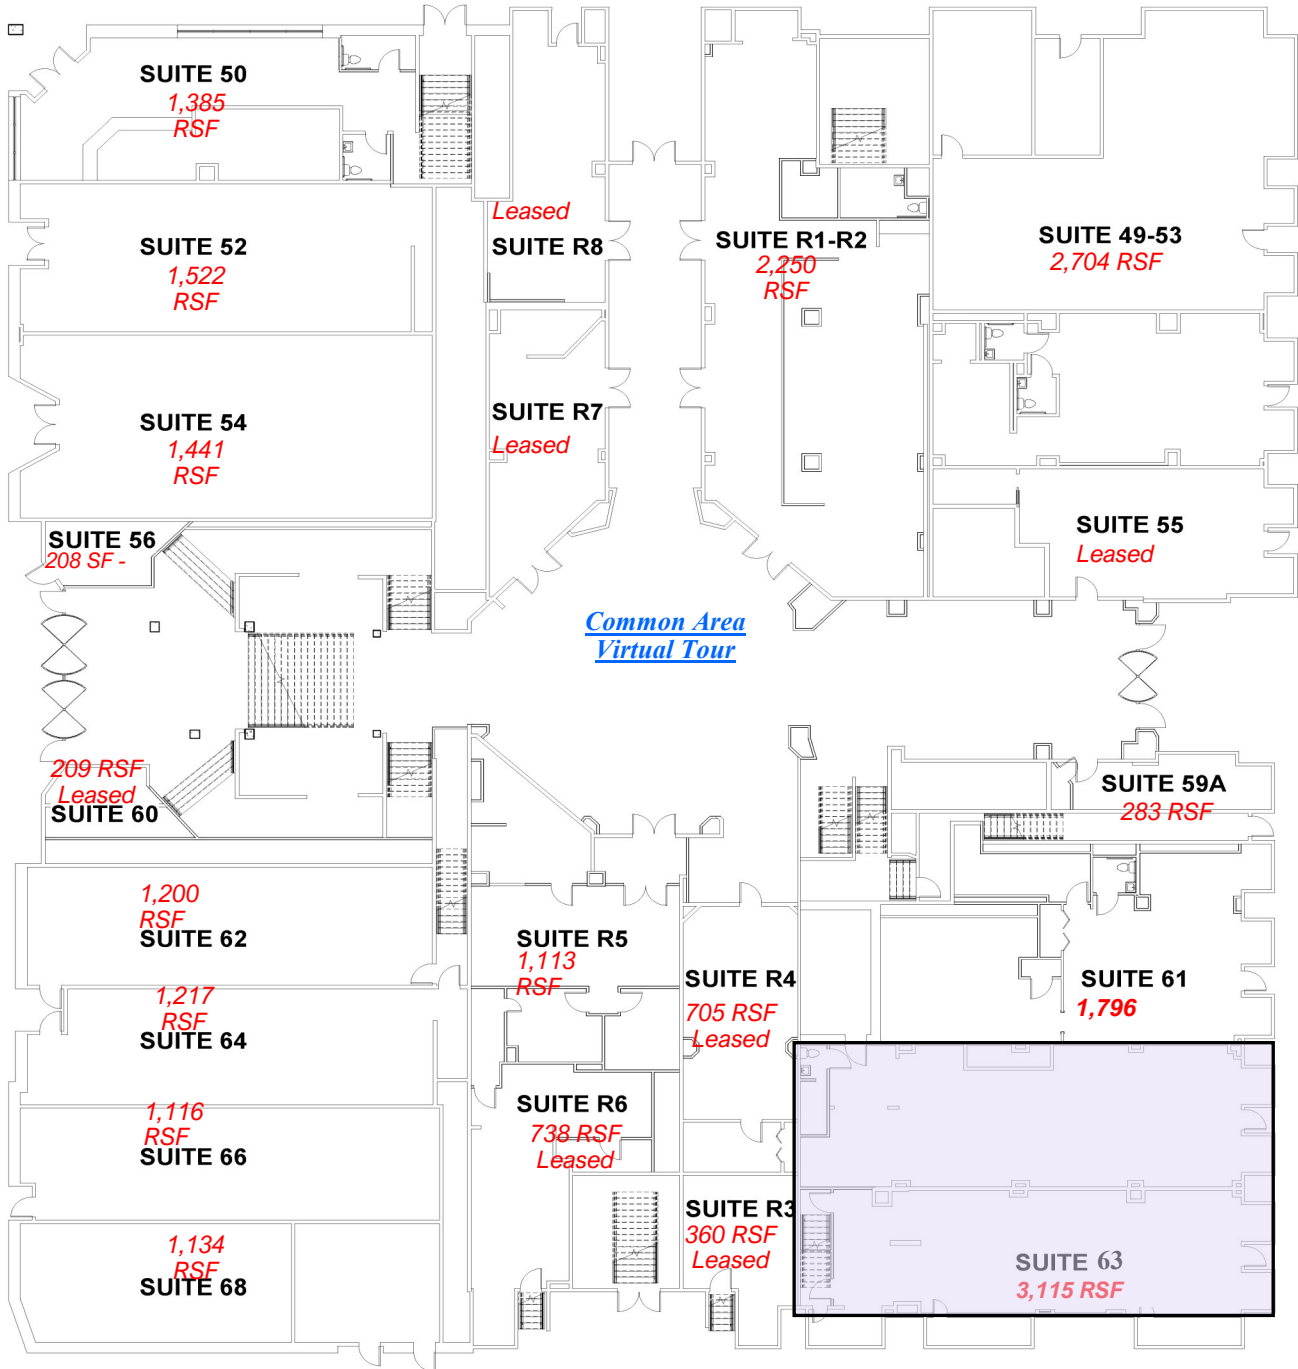 SUITE 50
1,385
RSF
Leased
SUITE R8
SUITE 52
1,522
RSF
SUITE R1-R2
2,250
RSF
SUITE 49-53
2,704 RSF
SUITE 54
1,441
RSF
SUITE R7
Leased
SUITE 55
Leased
SUITE 56
208 SF -
Common Area
Virtual Tour
209 RSF
Leased
SUITE 60
SUITE 59A
283 RSF
1,200
RSF
SUITE 62
SUITE R5
1,113
RSF
SUITE R4
705 RSF
Leased
SUITE 61
1,796
1,217
RSF
SUITE 64
1,116
RSF
SUITE 66
SUITE R6
738 RSF
Leased
SUITE R3
360 RSF
Leased
1,134
RSF
SUITE 68
SUITE 63
3,115 RSF